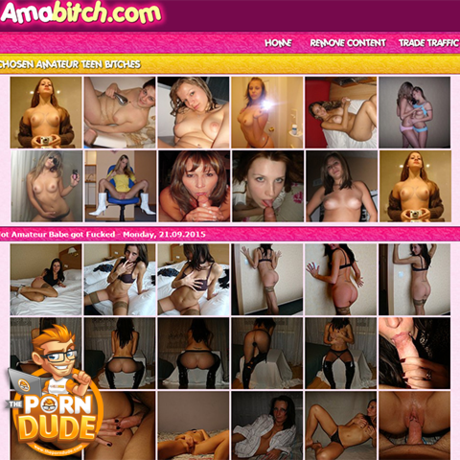 Amabitch.com
HOME REMOVE CONTENT TRADE TRAFFIC
CHOSEN AMATEUR TEEN BITCHES
ot Amateur Babe got Fucked - Monday, 21.09.2015
THE
PORN
DUDE